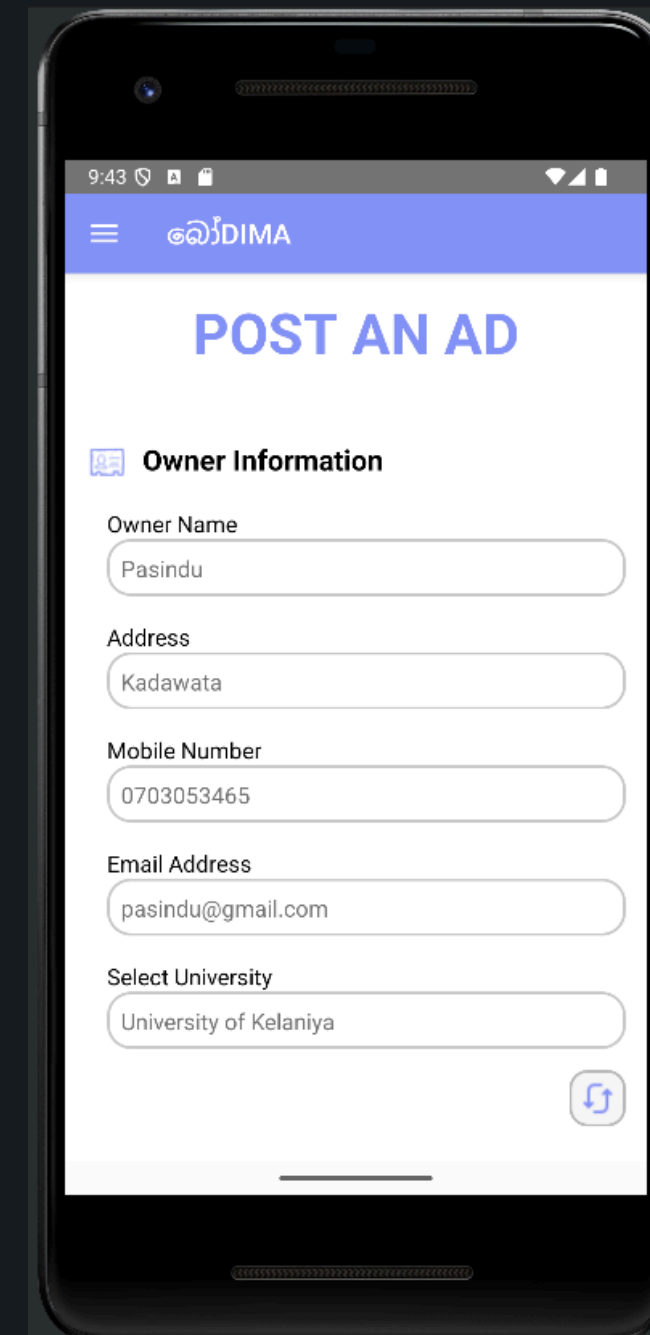 9:43
බෝDIMA
POST AN AD
Owner Information
Owner Name
Pasindu
Address
Kadawata
Mobile Number
0703053465
Email Address
pasindu@gmail.com
Select University
University of Kelaniya